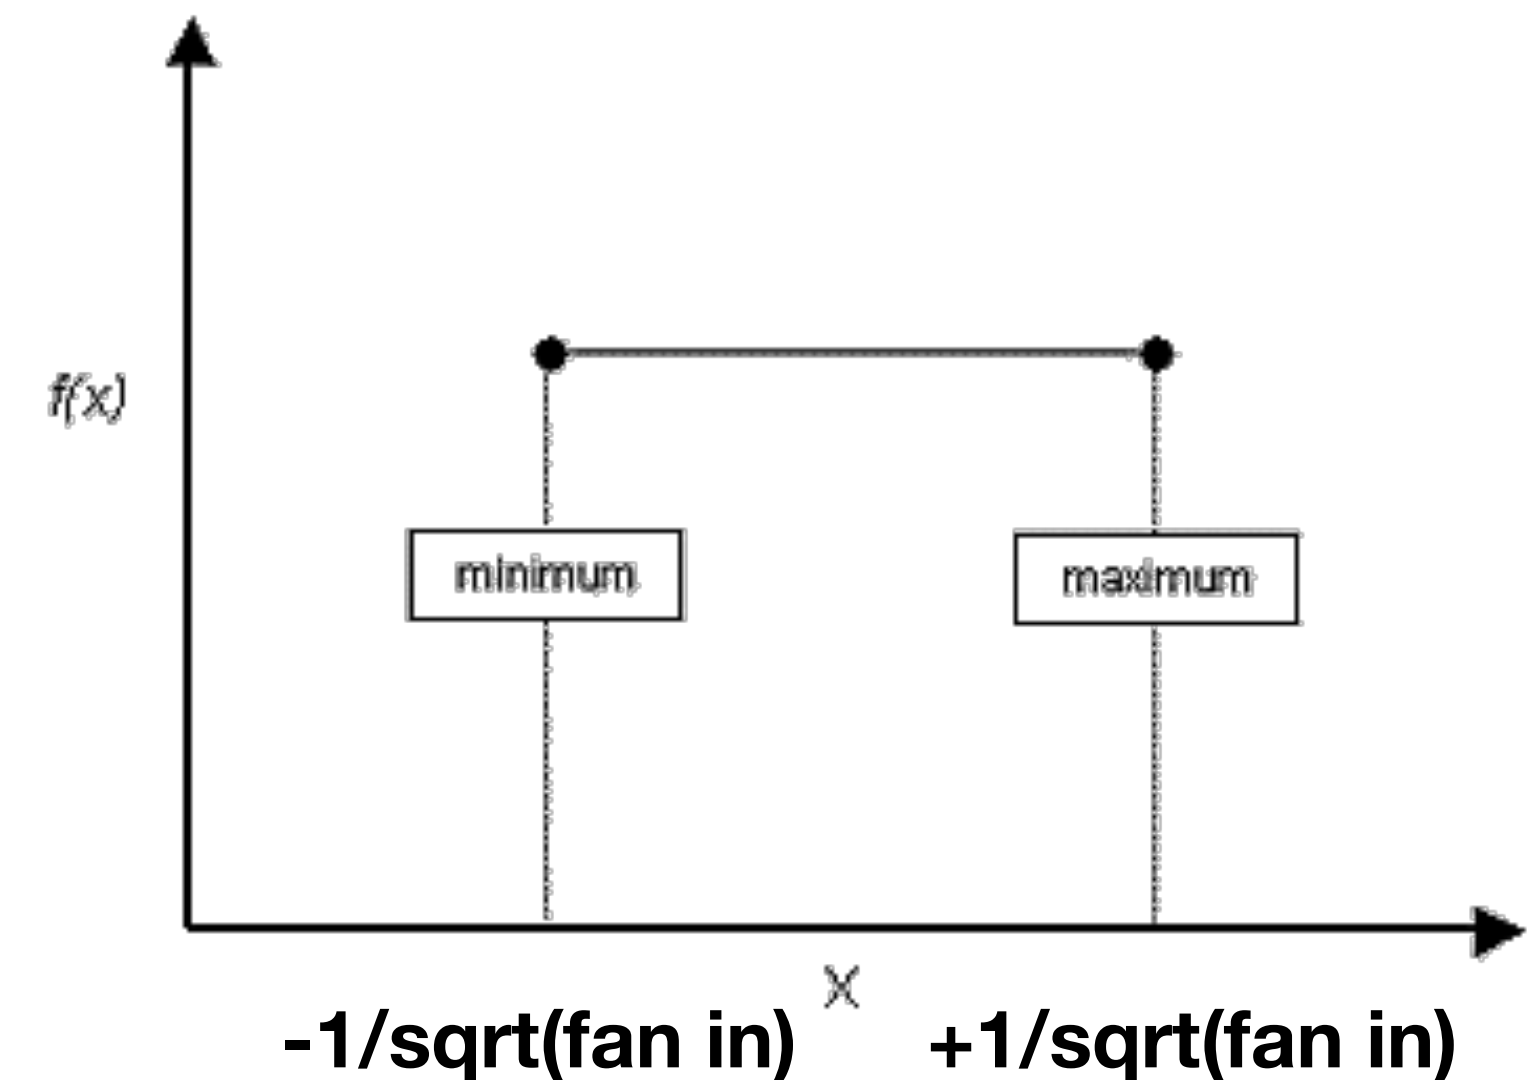 f(x)
minimum
maximum
x
-1/sqrt(fan in)
+1/sqrt(fan in)